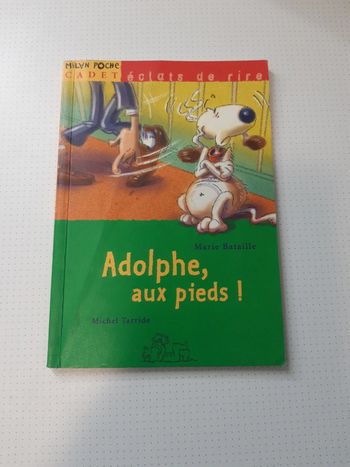 MILAN POCHE
CADET éclats de rire
Marie Bataille
Adolphe,
aux pieds !
Michel Tarride